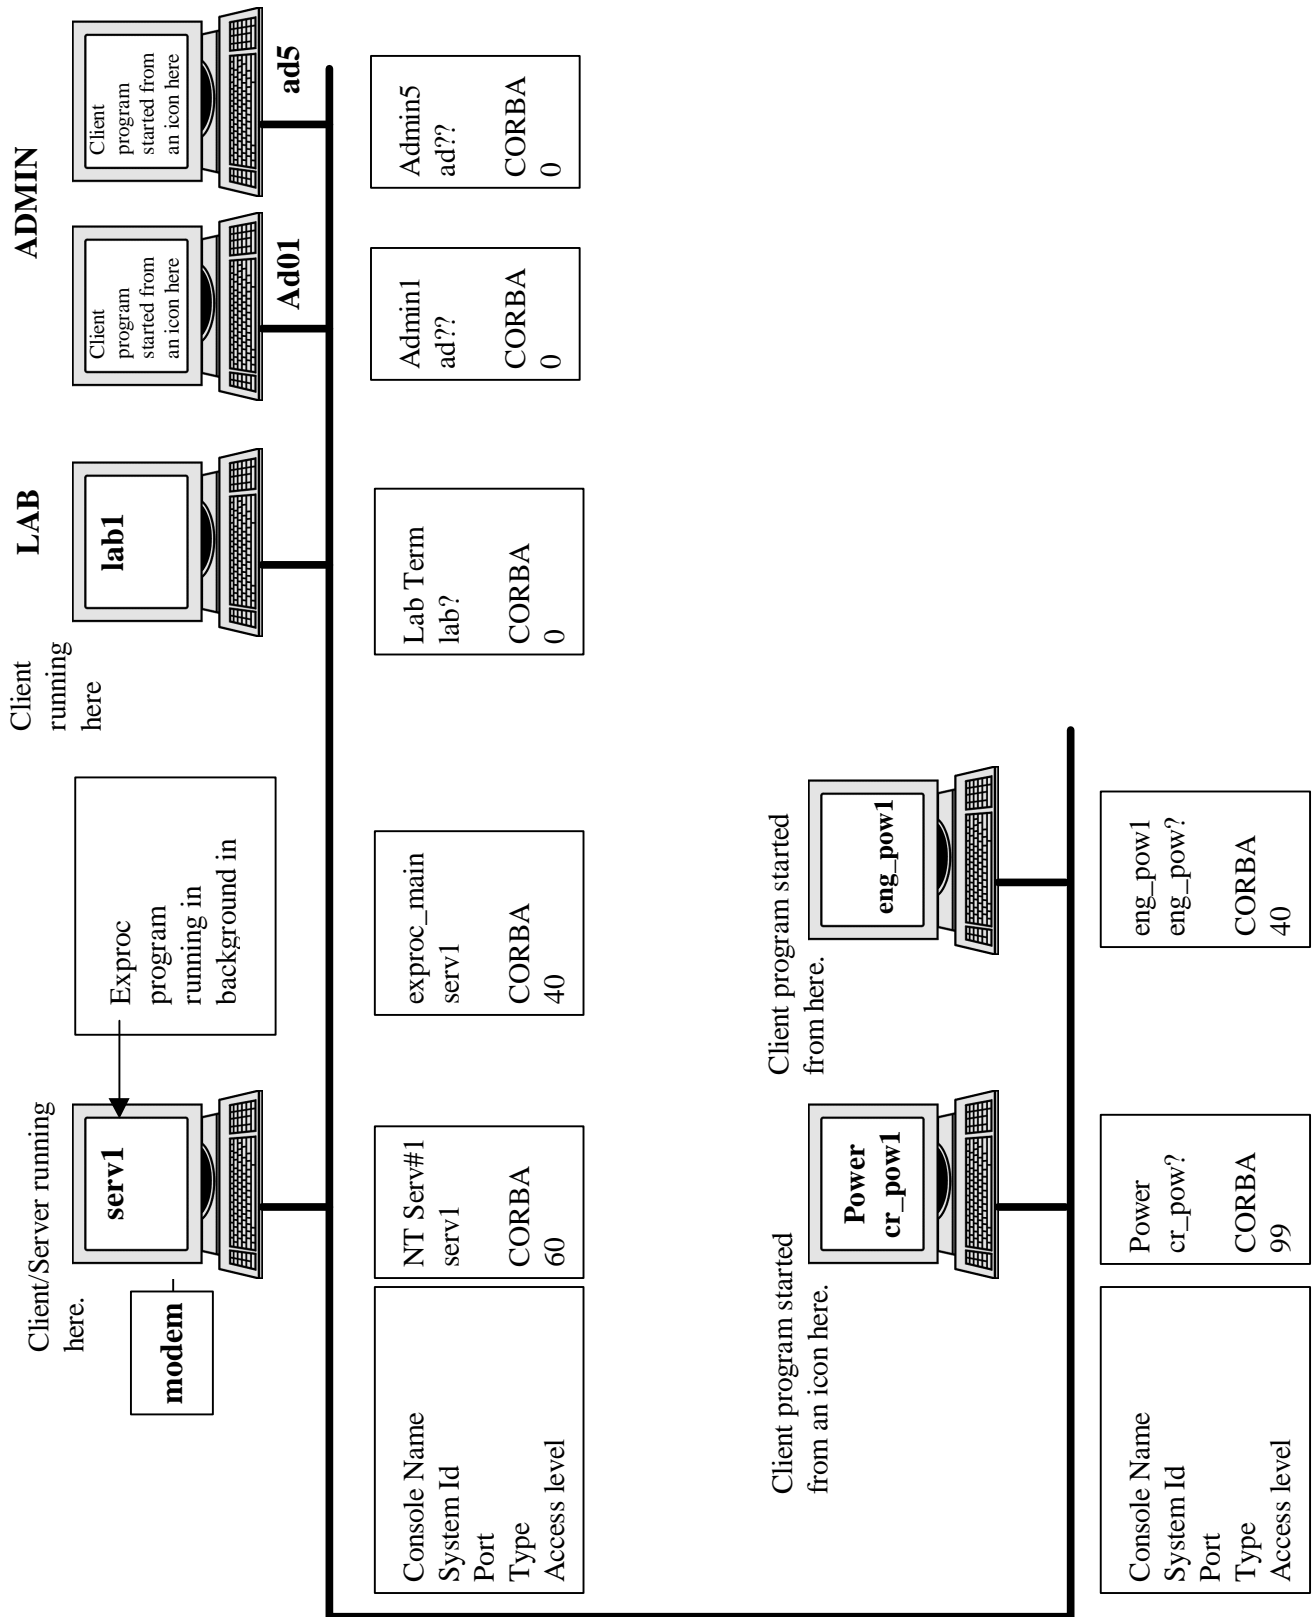 Client/Server running
here.
modem
serv1
Exproc
program
running in
background in
Client
running
here
LAB
lab1
ADMIN
Client
program
started from
an icon here
Ad01
Client
program
started from
an icon here
ad5
Console Name
System Id
Port
Type
Access level
NT Serv#1
serv1
CORBA
60
exproc_main
serv1
CORBA
40
Lab Term
lab?
CORBA
0
Admin1
ad??
CORBA
0
Admin5
ad??
CORBA
0
Client program started
from an icon here.
Power
cr_pow1
Client program started
from here.
eng_pow1
Console Name
System Id
Port
Type
Access level
Power
cr_pow?
CORBA
99
eng_pow1
eng_pow?
CORBA
40